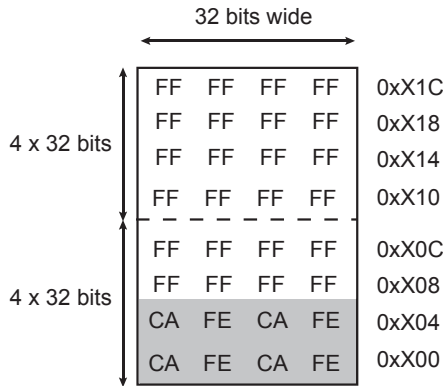 32 bits wide
FF FF FF FF 0xX1C
FF FF FF FF 0xX18
4 x 32 bits
FF FF FF FF 0xX14
FF FF FF FF 0xX10
FF FF FF FF 0xX0C
FF FF FF FF 0xX08
4 x 32 bits
CA FE CA FE 0xX04
CA FE CA FE 0xX00